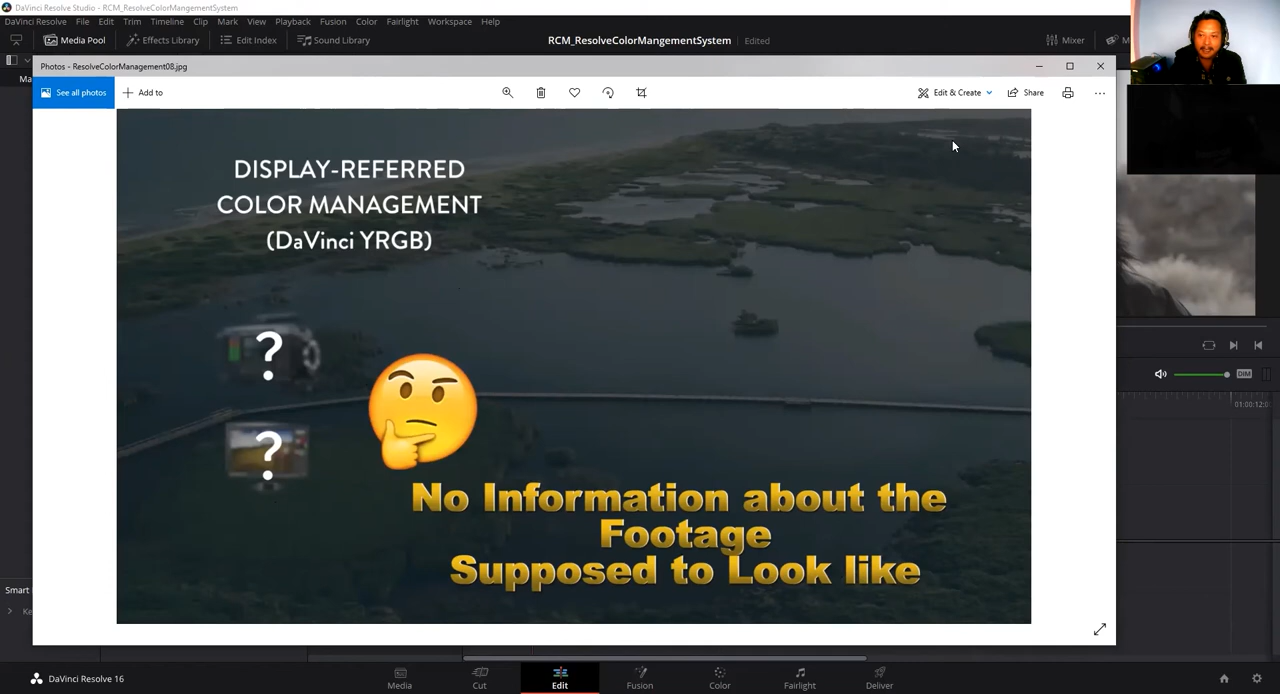 DaVinci Resolve Studio - RCM_ResolveColorMangementSystem
DaVinci Resolve File Edit Trim Timeline Clip Mark View Playback Fusion Color Fairlight Workspace Help
Media Pool Effects Library Edit Index Sound Library RCM_ResolveColorMangementSystem Edited Mixer
Photos - ResolveColorManagement08.jpg
See all photos Add to Edit & Create Share
DISPLAY-REFERRED
COLOR MANAGEMENT
(DaVinci YRGB)
?
?
No Information about the
Footage
Supposed to Look like
DIM
Smart
DaVinci Resolve 16 Media Cut Edit Fusion Color Fairlight Deliver